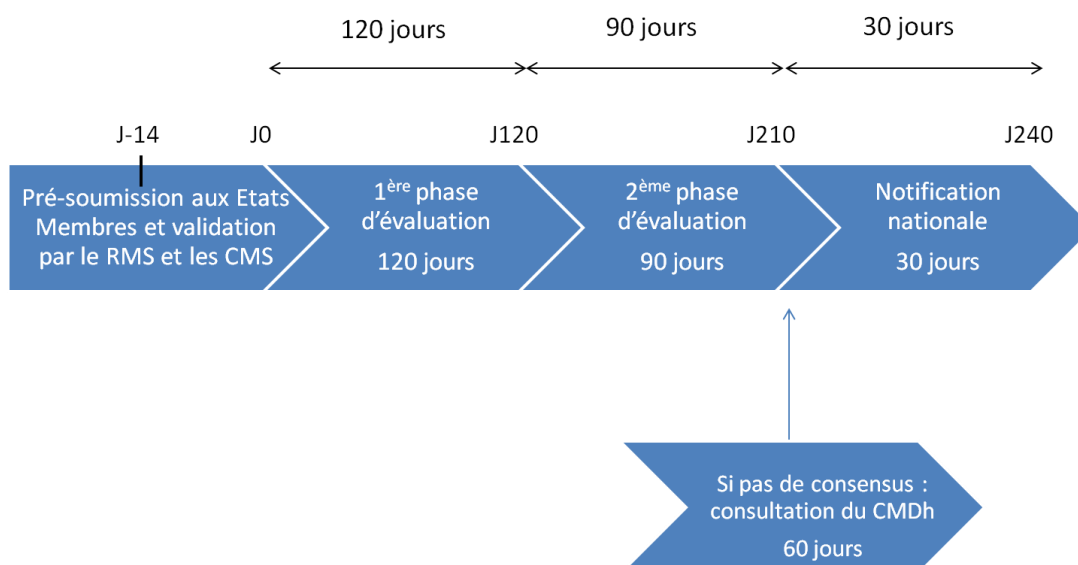 120 jours
90 jours
30 jours
J-14
J0
J120
J210
J240
Pré-soumission aux Etats
Membres et validation
par le RMS et les CMS
1ère phase
d’évaluation
120 jours
2ème phase
d’évaluation
90 jours
Notification
nationale
30 jours
Si pas de consensus :
consultation du CMDh
60 jours